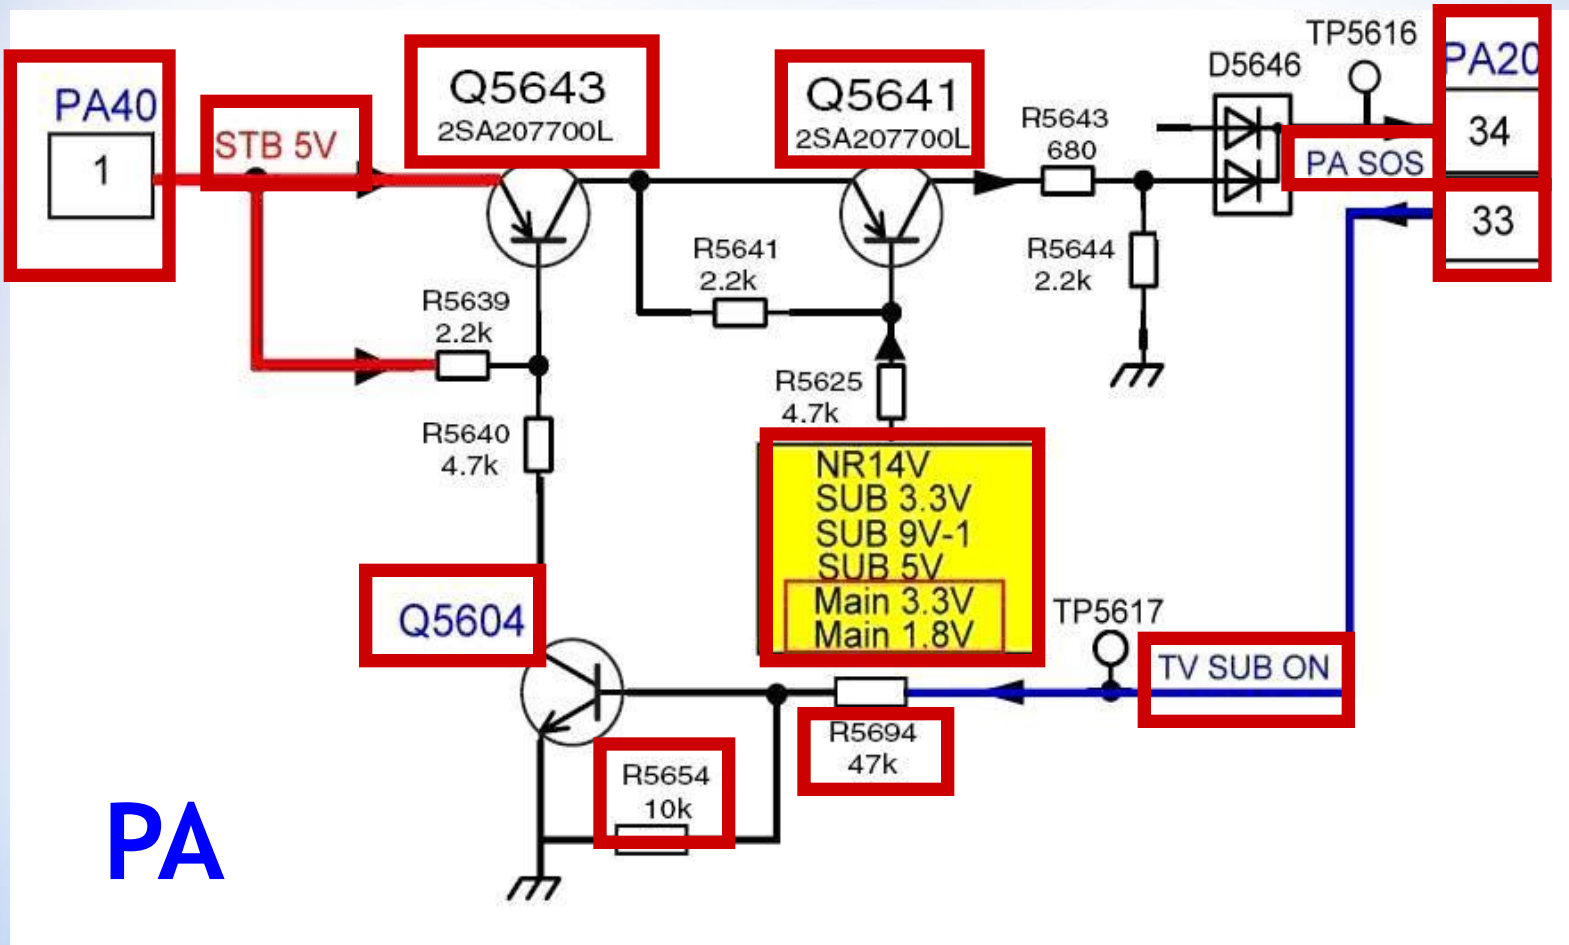 PA40
1
STB 5V
Q5643
2SA207700L
Q5641
2SA207700L
R5643
680
D5646
TP5616
PA20
34
PA SOS
33
R5641
2.2k
R5644
2.2k
R5639
2.2k
R5625
4.7k
R5640
4.7k
NR14V
SUB 3.3V
SUB 9V-1
SUB 5V
Main 3.3V
Main 1.8V
Q5604
TP5617
TV SUB ON
R5694
47k
R5654
10k
PA